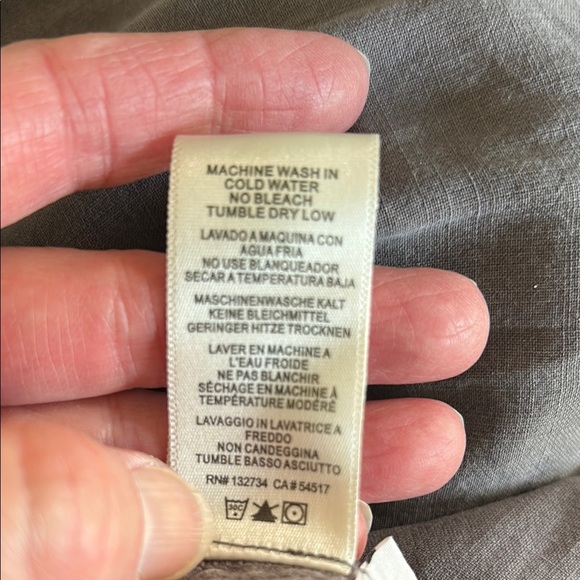 MACHINE WASH IN
COLD WATER
NO BLEACH
TUMBLE DRY LOW
LAVADO A MAQUINA CON
AGUA FRIA
NO USE BLANQUEADOR
SECAR A TEMPERATURA BAJA
MASCHINENWASCHE KALT
KEINE BLEICHMITTEL
GERINGER HITZE TROCKNEN
LAVER EN MACHINE A
L'EAU FROIDE
NE PAS BLANCHIR
SÉCHAGE EN MACHINE À
TEMPÉRATURE MODÉRÉ
LAVAGGIO IN LAVATRICE A
FREDDO
NON CANDEGGINA
TUMBLE BASSO ASCIUTTO
RN# 132734 CA# 54517
30C